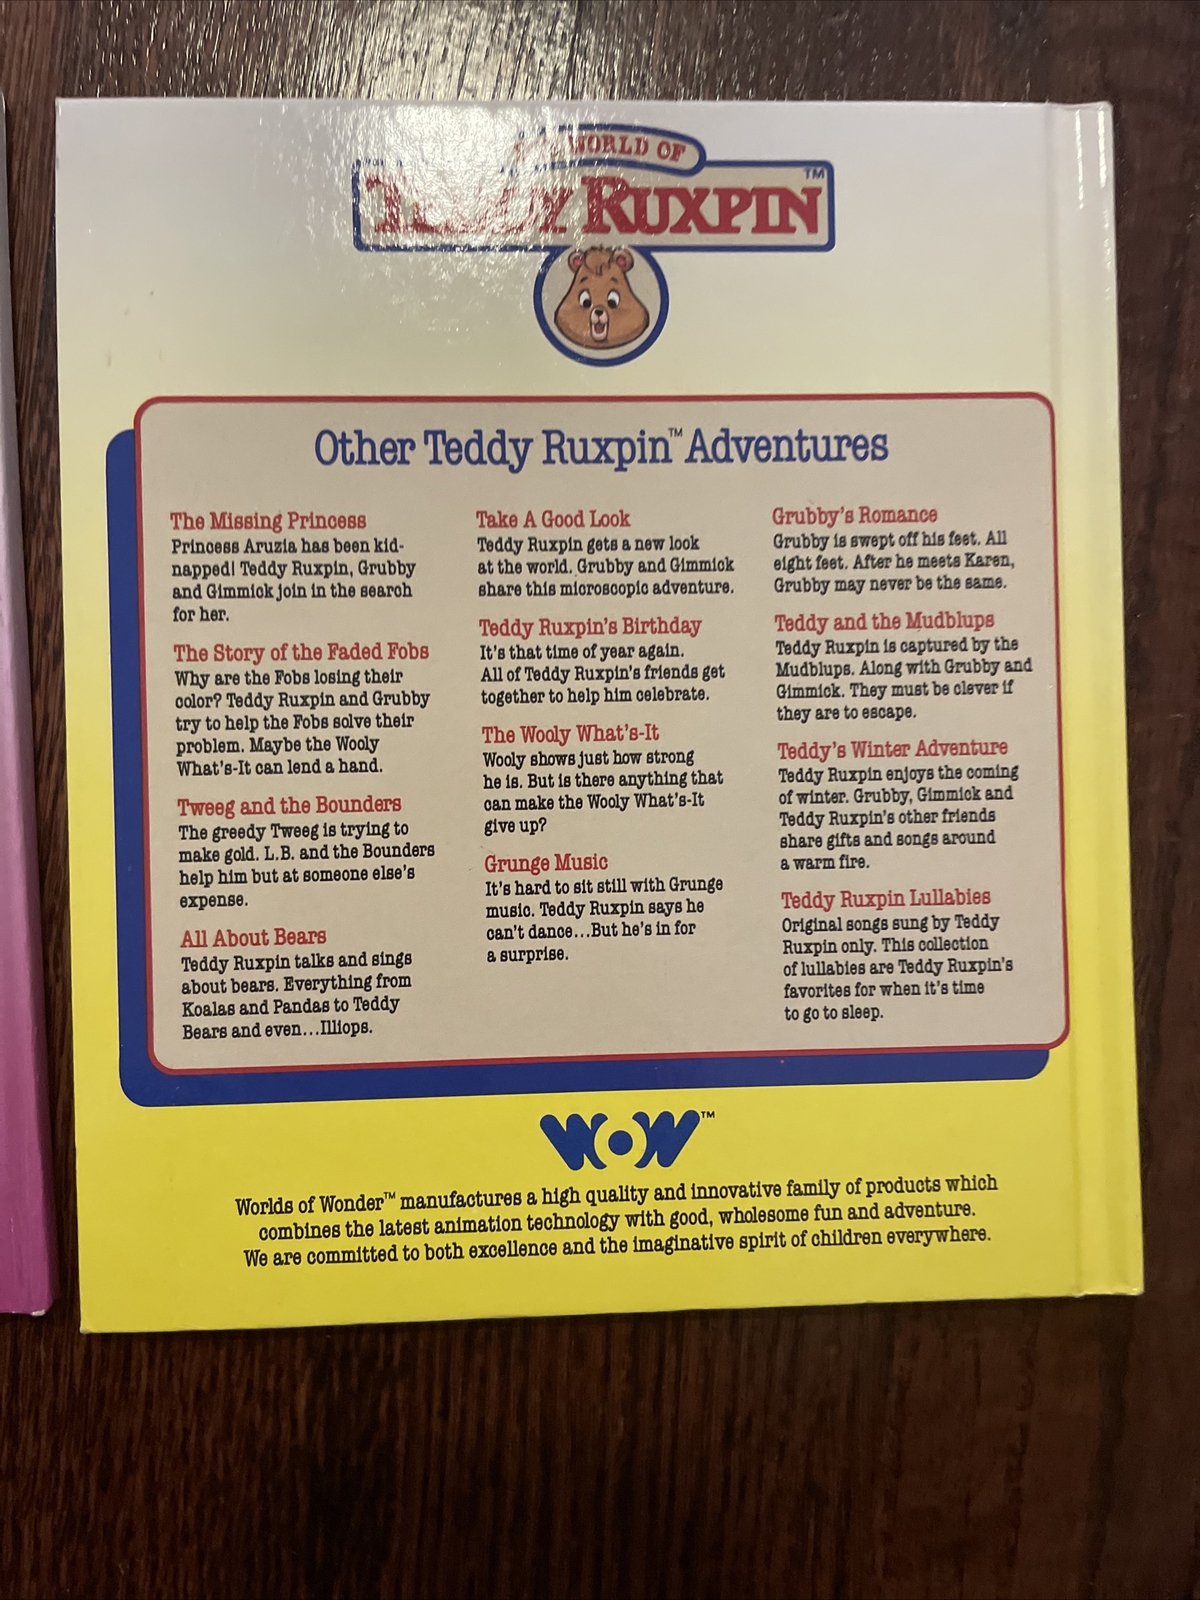 WORLD OF
TEDDY RUXPIN™
Other Teddy Ruxpin™ Adventures
The Missing Princess
Princess Aruzia has been kid-
napped! Teddy Ruxpin, Grubby
and Gimmick join in the search
for her.
The Story of the Faded Fobs
Why are the Fobs losing their
color? Teddy Ruxpin and Grubby
try to help the Fobs solve their
problem. Maybe the Wooly
What's-It can lend a hand.
Tweeg and the Bounders
The greedy Tweeg is trying to
make gold. L.B. and the Bounders
help him but at someone else's
expense.
All About Bears
Teddy Ruxpin talks and sings
about bears. Everything from
Koalas and Pandas to Teddy
Bears and even...Illiops.
Take A Good Look
Teddy Ruxpin gets a new look
at the world. Grubby and Gimmick
share this microscopic adventure.
Teddy Ruxpin's Birthday
It's that time of year again.
All of Teddy Ruxpin's friends get
together to help him celebrate.
The Wooly What's-It
Wooly shows just how strong
he is. But is there anything that
can make the Wooly What's-It
give up?
Grunge Music
It's hard to sit still with Grunge
music. Teddy Ruxpin says he
can't dance...But he's in for
a surprise.
Grubby's Romance
Grubby is swept off his feet. All
eight feet. After he meets Karen,
Grubby may never be the same.
Teddy and the Mudblups
Teddy Ruxpin is captured by the
Mudblups. Along with Grubby and
Gimmick. They must be clever if
they are to escape.
Teddy's Winter Adventure
Teddy Ruxpin enjoys the coming
of winter. Grubby, Gimmick and
Teddy Ruxpin's other friends
share gifts and songs around
a warm fire.
Teddy Ruxpin Lullabies
Original songs sung by Teddy
Ruxpin only. This collection
of lullabies are Teddy Ruxpin's
favorites for when it's time
to go to sleep.
WOW™
Worlds of Wonder™ manufactures a high quality and innovative family of products which
combines the latest animation technology with good, wholesome fun and adventure.
We are committed to both excellence and the imaginative spirit of children everywhere.